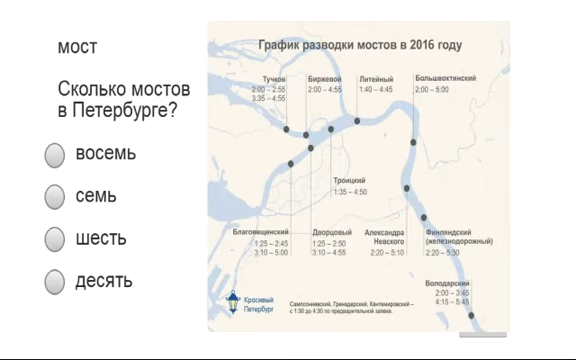 мост
Сколько мостов
в Петербурге?
восемь
семь
шесть
десять
График разводки мостов в 2016 году
Тучков
2:00 – 2:55
3:35 – 4:55
Биржевой
2:00 – 4:55
Литейный
1:40 – 4:45
Большеохтинский
2:00 – 5:00
Троицкий
1:35 – 4:50
Благовещенский
1:25 – 2:45
3:10 – 5:00
Дворцовый
1:25 – 2:50
3:10 – 4:55
Александра
Невского
2:20 – 5:10
Финляндский
(железнодорожный)
2:20 – 5:30
Володарский
2:00 – 3:45
4:15 – 5:45
Красивый
Петербург
Сампсониевский, Гренадерский, Кантемировский –
с 1:30 до 4:30 по предварительной заявке.